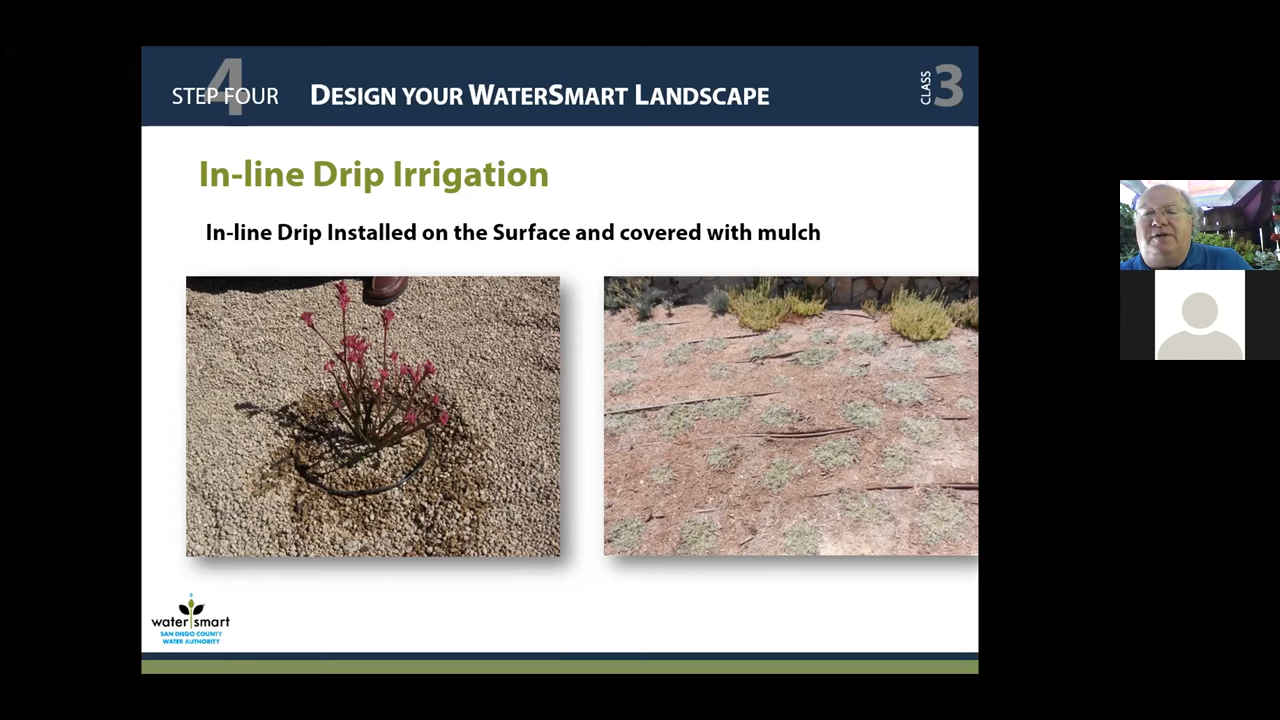 STEP FOUR
4
DESIGN YOUR WATERSMART LANDSCAPE
CLASS
3
In-line Drip Irrigation
In-line Drip Installed on the Surface and covered with mulch
water smart
SAN DIEGO COUNTY
WATER AUTHORITY